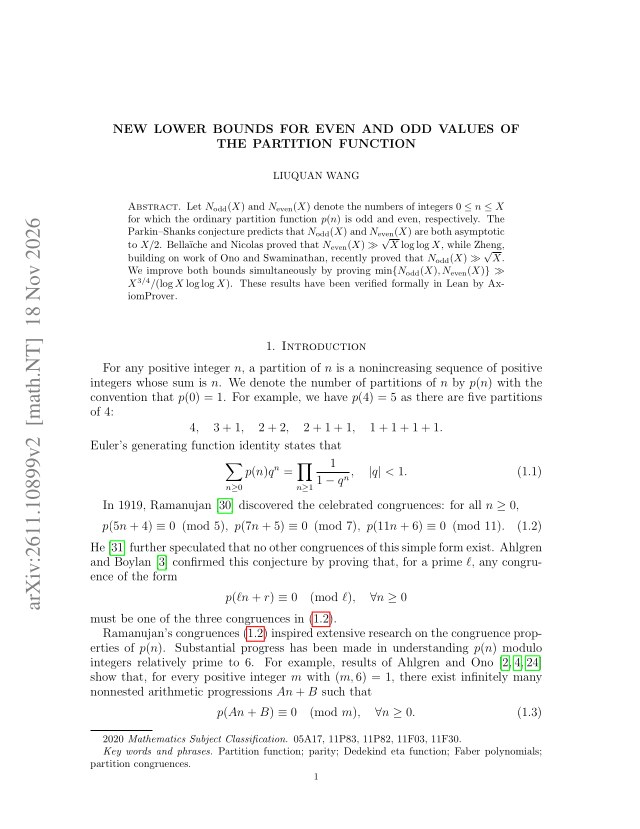 NEW LOWER BOUNDS FOR EVEN AND ODD VALUES OF
THE PARTITION FUNCTION
LIUQUAN WANG
ABSTRACT. Let N_odd(X) and N_even(X) denote the numbers of integers 0 ≤ n ≤ X
for which the ordinary partition function p(n) is odd and even, respectively. The
Parkin–Shanks conjecture predicts that N_odd(X) and N_even(X) are both asymptotic
to X/2. Bellaïche and Nicolas proved that N_even(X) ≫ √X log log X, while Zheng,
building on work of Ono and Swaminathan, recently proved that N_odd(X) ≫ √X.
We improve both bounds simultaneously by proving min{N_odd(X), N_even(X)} ≫
X^{3/4}/(log X log log X). These results have been verified formally in Lean by Ax-
iomProver.
1. INTRODUCTION
For any positive integer n, a partition of n is a nonincreasing sequence of positive
integers whose sum is n. We denote the number of partitions of n by p(n) with the
convention that p(0) = 1. For example, we have p(4) = 5 as there are five partitions
of 4:
4, 3 + 1, 2 + 2, 2 + 1 + 1, 1 + 1 + 1 + 1.
Euler's generating function identity states that
∑_{n≥0} p(n)q^n = ∏_{n≥1} 1/(1 − q^n), |q| < 1. (1.1)
In 1919, Ramanujan [30] discovered the celebrated congruences: for all n ≥ 0,
p(5n + 4) ≡ 0 (mod 5), p(7n + 5) ≡ 0 (mod 7), p(11n + 6) ≡ 0 (mod 11). (1.2)
He [31] further speculated that no other congruences of this simple form exist. Ahlgren
and Boylan [3] confirmed this conjecture by proving that, for a prime ℓ, any congru-
ence of the form
p(ℓn + r) ≡ 0 (mod ℓ), ∀n ≥ 0
must be one of the three congruences in (1.2).
Ramanujan's congruences (1.2) inspired extensive research on the congruence prop-
erties of p(n). Substantial progress has been made in understanding p(n) modulo
integers relatively prime to 6. For example, results of Ahlgren and Ono [2, 4, 24]
show that, for every positive integer m with (m, 6) = 1, there exist infinitely many
nonnested arithmetic progressions An + B such that
p(An + B) ≡ 0 (mod m), ∀n ≥ 0. (1.3)
2020 Mathematics Subject Classification. 05A17, 11P83, 11P82, 11F03, 11F30.
Key words and phrases. Partition function; parity; Dedekind eta function; Faber polynomials;
partition congruences.
1
arXiv:2611.10899v2 [math.NT] 18 Nov 2026